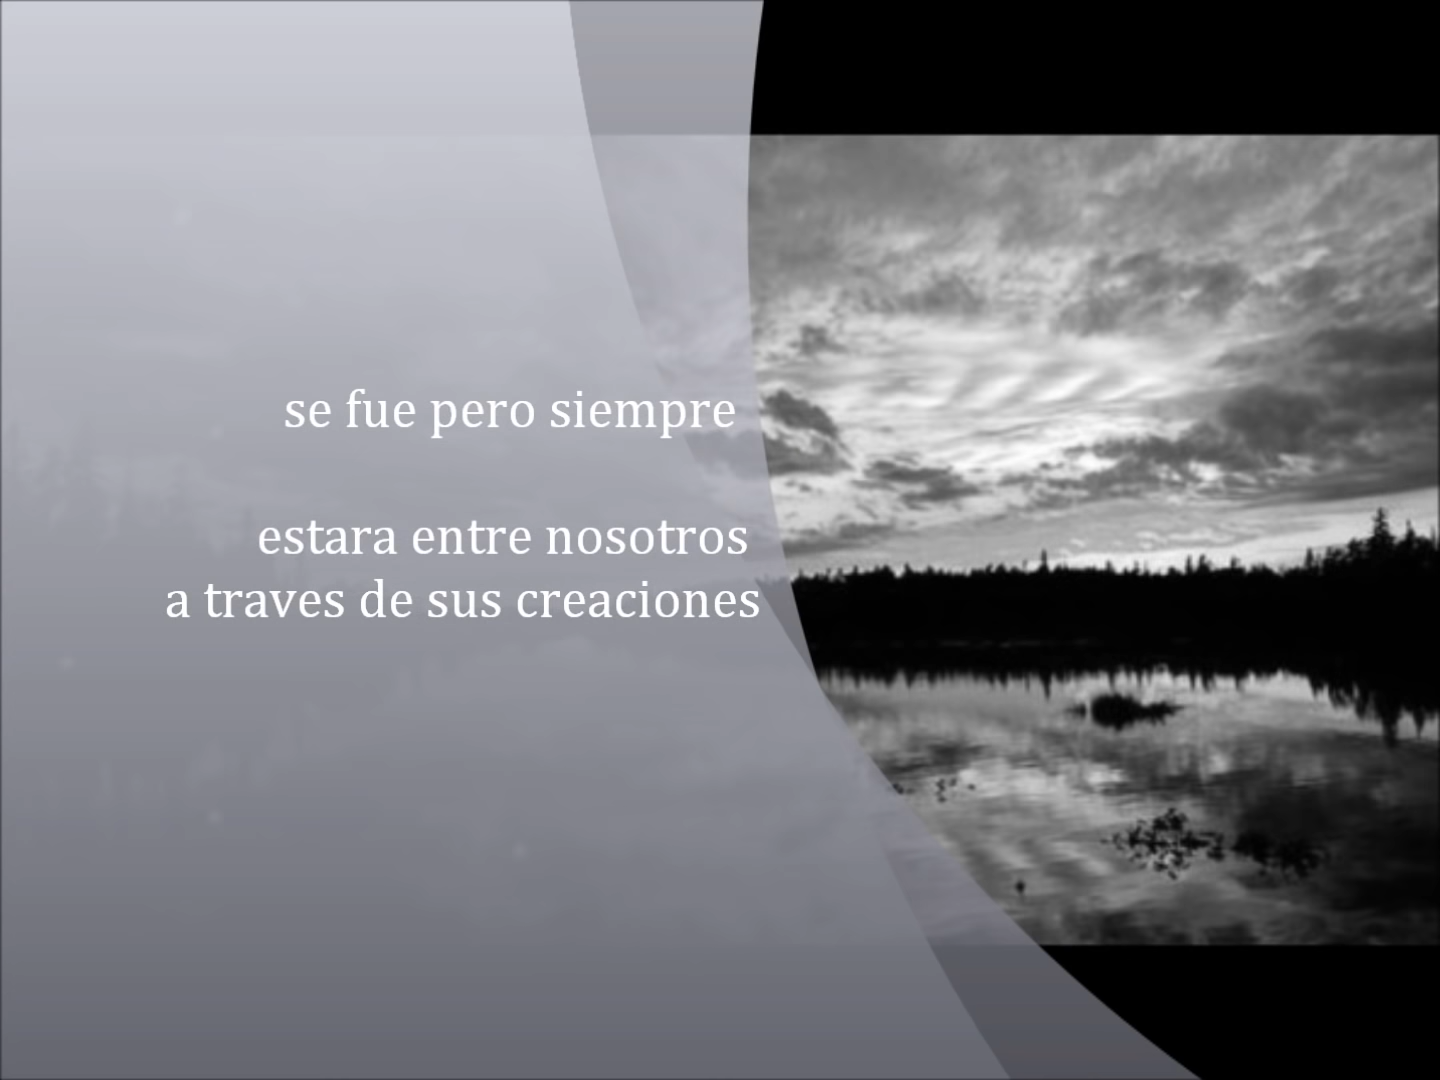 se fue pero siempre
estara entre nosotros
a traves de sus creaciones